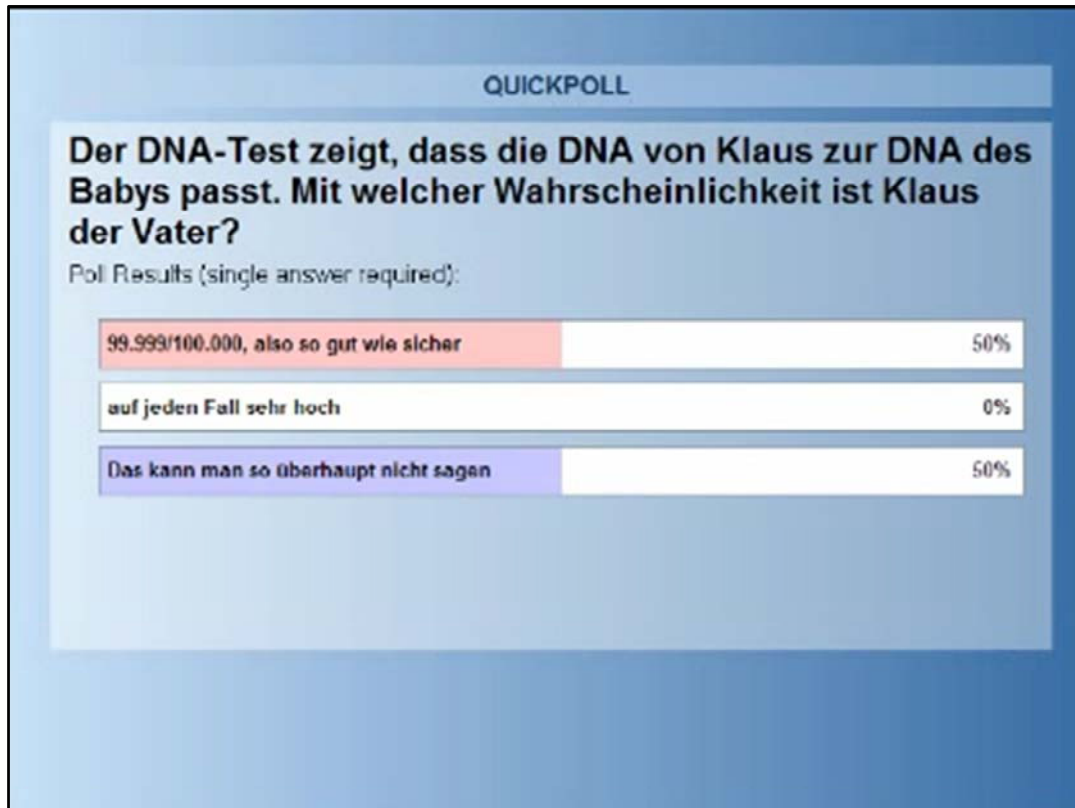 QUICKPOLL
Der DNA-Test zeigt, dass die DNA von Klaus zur DNA des
Babys passt. Mit welcher Wahrscheinlichkeit ist Klaus
der Vater?
Poll Results (single answer required):
99.999/100.000, also so gut wie sicher 50%
auf jeden Fall sehr hoch 0%
Das kann man so überhaupt nicht sagen 50%